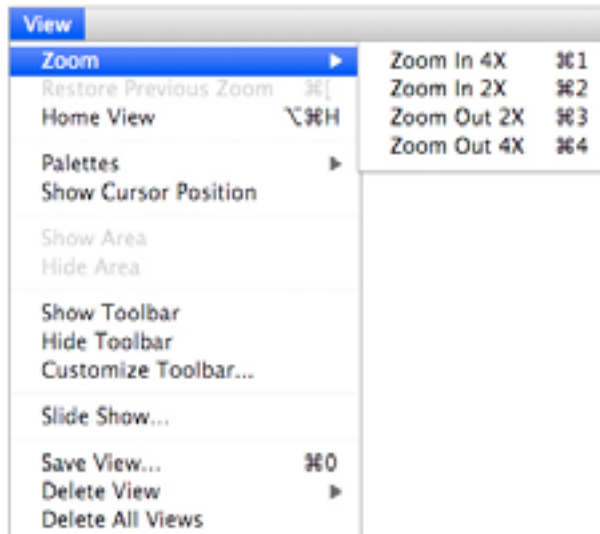 View
Zoom ▶
Restore Previous Zoom ⌘[
Home View ⌥⌘H
Palettes ▶
Show Cursor Position
Show Area
Hide Area
Show Toolbar
Hide Toolbar
Customize Toolbar...
Slide Show...
Save View... ⌘0
Delete View ▶
Delete All Views
Zoom In 4X ⌘1
Zoom In 2X ⌘2
Zoom Out 2X ⌘3
Zoom Out 4X ⌘4